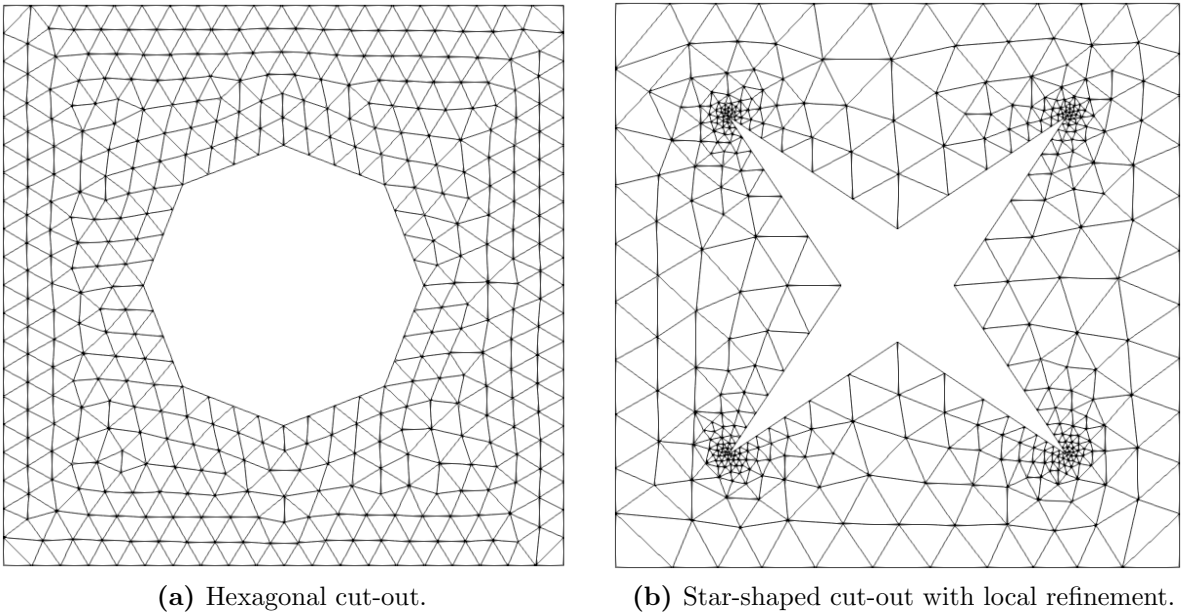 (a) Hexagonal cut-out.
(b) Star-shaped cut-out with local refinement.